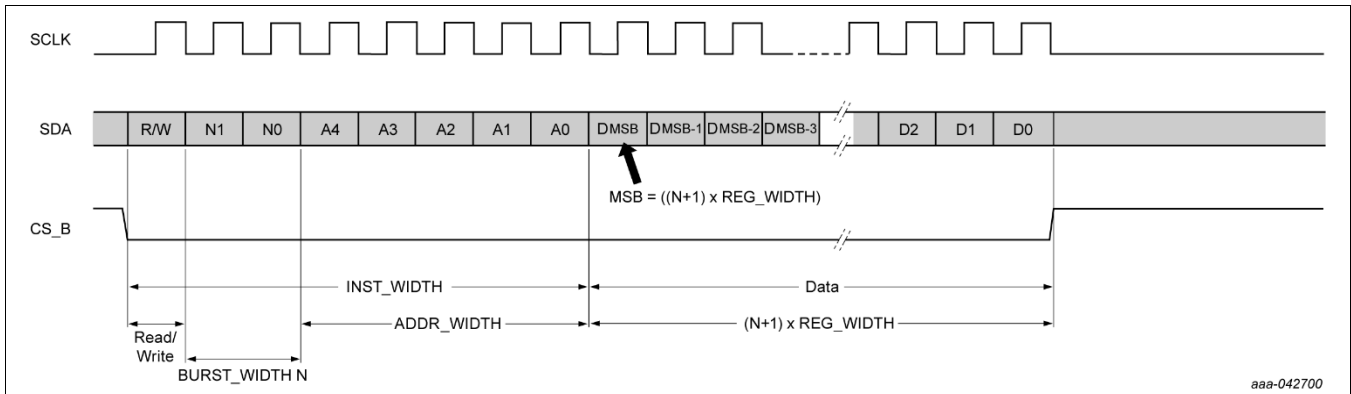 SCLK
SDA R/W N1 N0 A4 A3 A2 A1 A0 DMSB DMSB-1 DMSB-2 DMSB-3 D2 D1 D0
MSB = ((N+1) x REG_WIDTH)
CS_B
INST_WIDTH Data
Read/ ADDR_WIDTH (N+1) x REG_WIDTH
Write
BURST_WIDTH N
aaa-042700